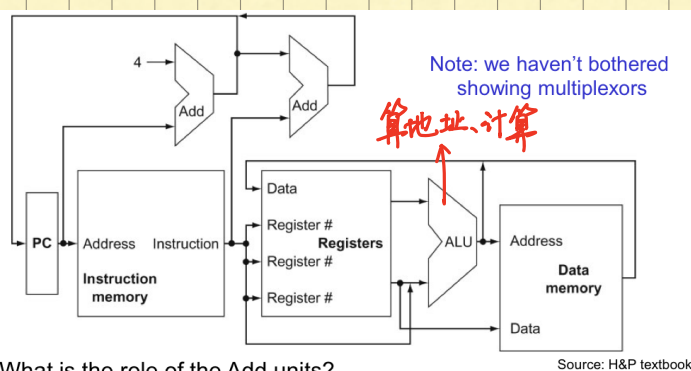 Note: we haven't bothered
showing multiplexors
4
Add
Add
算地址、计算
Data
Register #
PC
Address
Instruction
Registers
ALU
Address
Register #
Instruction
memory
Data
memory
Register #
Data
What is the role of the Add units?
Source: H&P textbook